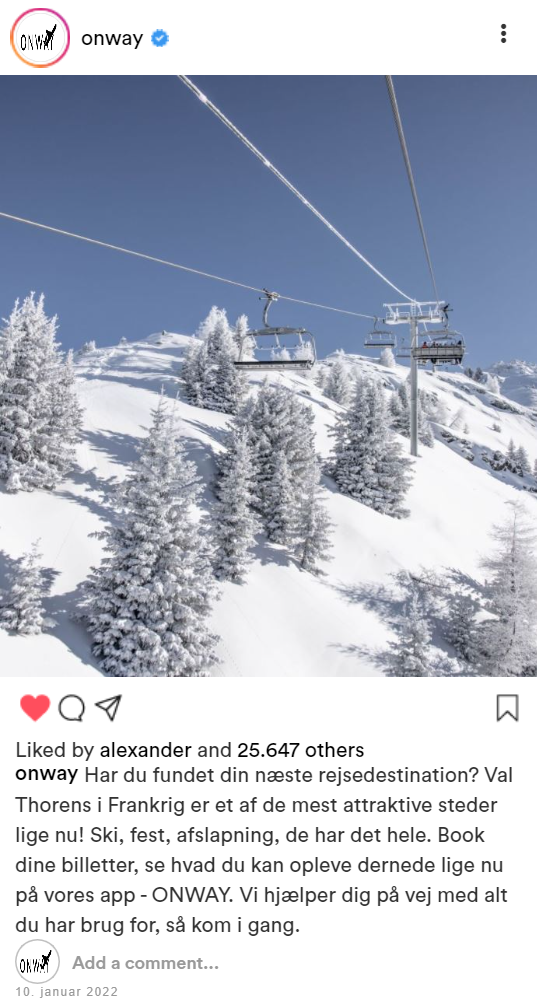 ONWAY
onway
Liked by alexander and 25.647 others
onway Har du fundet din næste rejsedestination? Val
Thorens i Frankrig er et af de mest attraktive steder
lige nu! Ski, fest, afslapning, de har det hele. Book
dine billetter, se hvad du kan opleve dernede lige nu
på vores app - ONWAY. Vi hjælper dig på vej med alt
du har brug for, så kom i gang.
ONWAY
Add a comment...
10. januar 2022